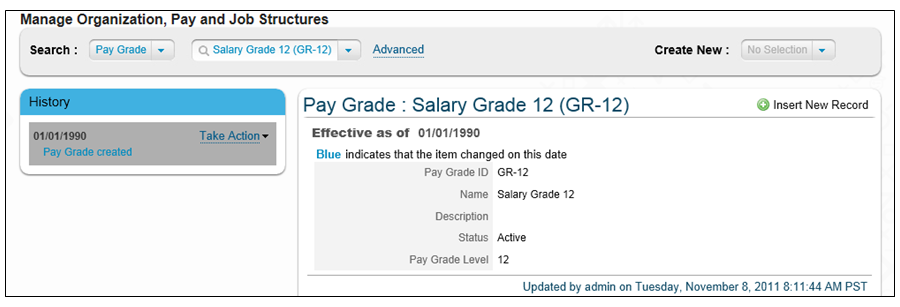 Manage Organization, Pay and Job Structures
Search : Pay Grade Salary Grade 12 (GR-12) Advanced Create New : No Selection
History
01/01/1990 Take Action
Pay Grade created
Pay Grade : Salary Grade 12 (GR-12) Insert New Record
Effective as of 01/01/1990
Blue indicates that the item changed on this date
Pay Grade ID GR-12
Name Salary Grade 12
Description
Status Active
Pay Grade Level 12
Updated by admin on Tuesday, November 8, 2011 8:11:44 AM PST